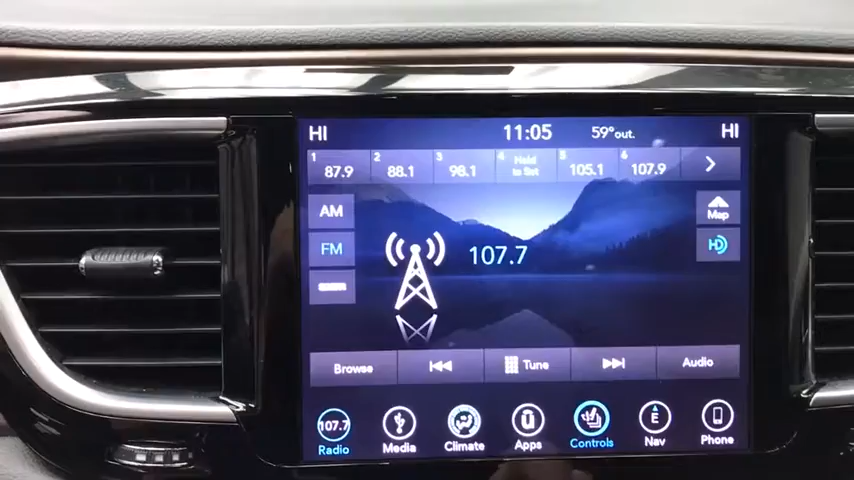 HI 11:05 59°out. HI
1 87.9 2 88.1 3 98.1 4 Hold to Set 5 105.1 6 107.9
AM
Map
FM
107.7
HD
Browse Tune Audio
107.7 E
Radio Media Climate Apps Controls Nav Phone